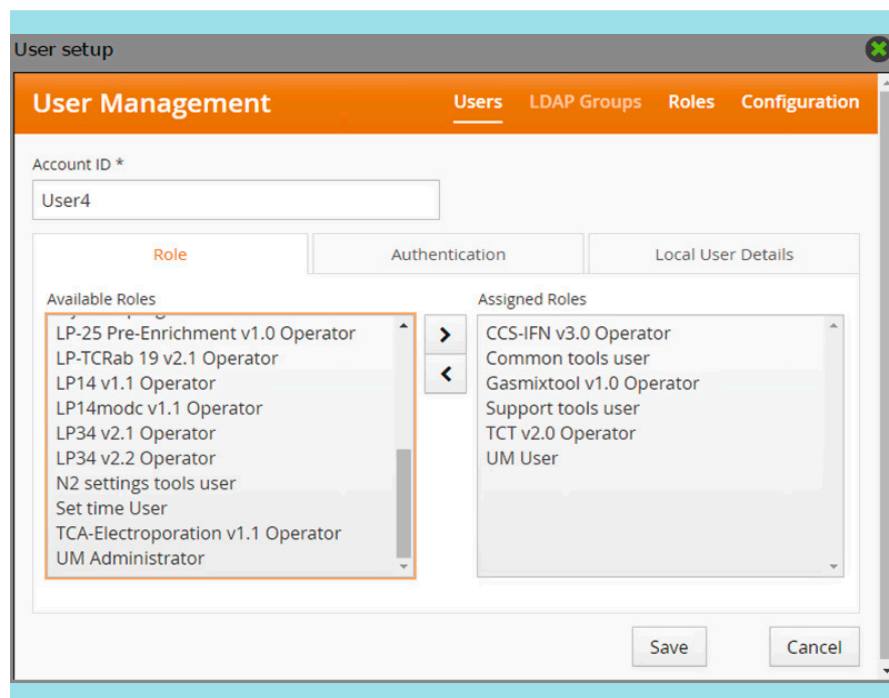 User setup
User Management
Users LDAP Groups Roles Configuration
Account ID *
User4
Role Authentication Local User Details
Available Roles
LP-25 Pre-Enrichment v1.0 Operator
LP-TCRab 19 v2.1 Operator
LP14 v1.1 Operator
LP14modc v1.1 Operator
LP34 v2.1 Operator
LP34 v2.2 Operator
N2 settings tools user
Set time User
TCA-Electroporation v1.1 Operator
UM Administrator
Assigned Roles
CCS-IFN v3.0 Operator
Common tools user
Gasmixtool v1.0 Operator
Support tools user
TCT v2.0 Operator
UM User
Save Cancel